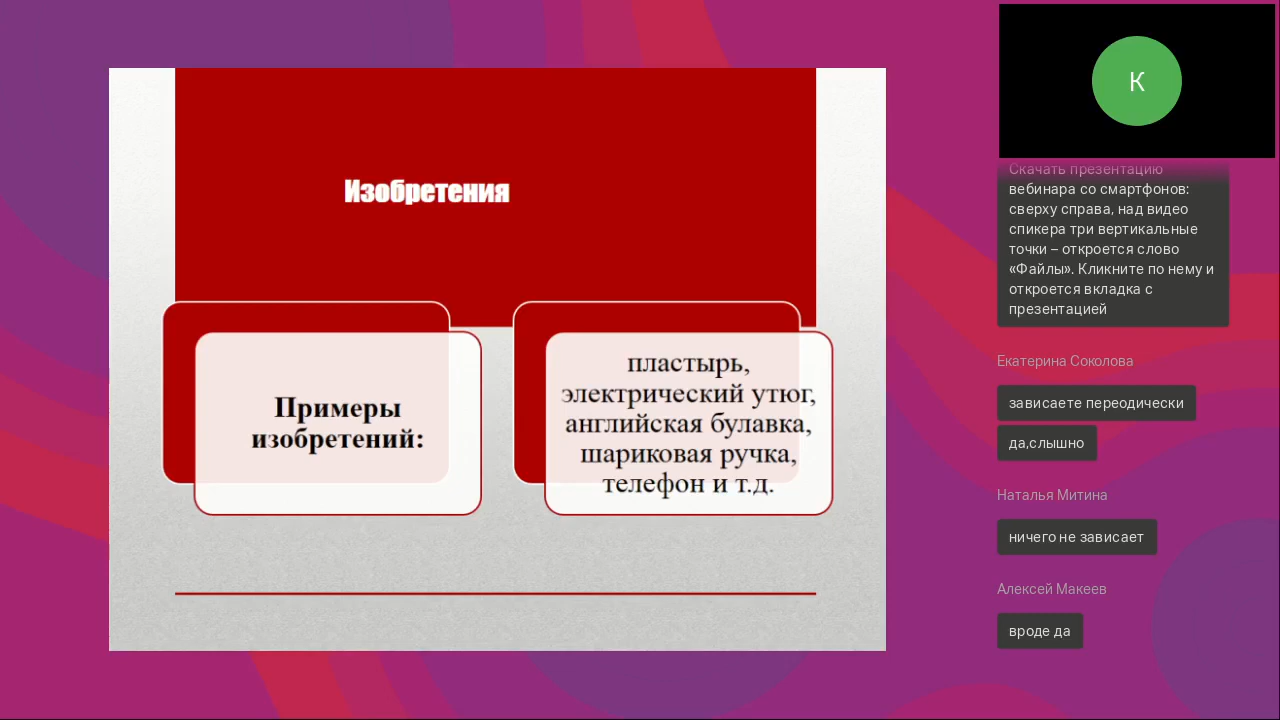 Изобретения
Примеры
изобретений:
пластырь,
электрический утюг,
английская булавка,
шариковая ручка,
телефон и т.д.
К
Скачать презентацию
вебинара со смартфонов:
сверху справа, над видео
спикера три вертикальные
точки – откроется слово
«Файлы». Кликните по нему и
откроется вкладка с
презентацией
Екатерина Соколова
зависаете переодически
да,слышно
Наталья Митина
ничего не зависает
Алексей Макеев
вроде да